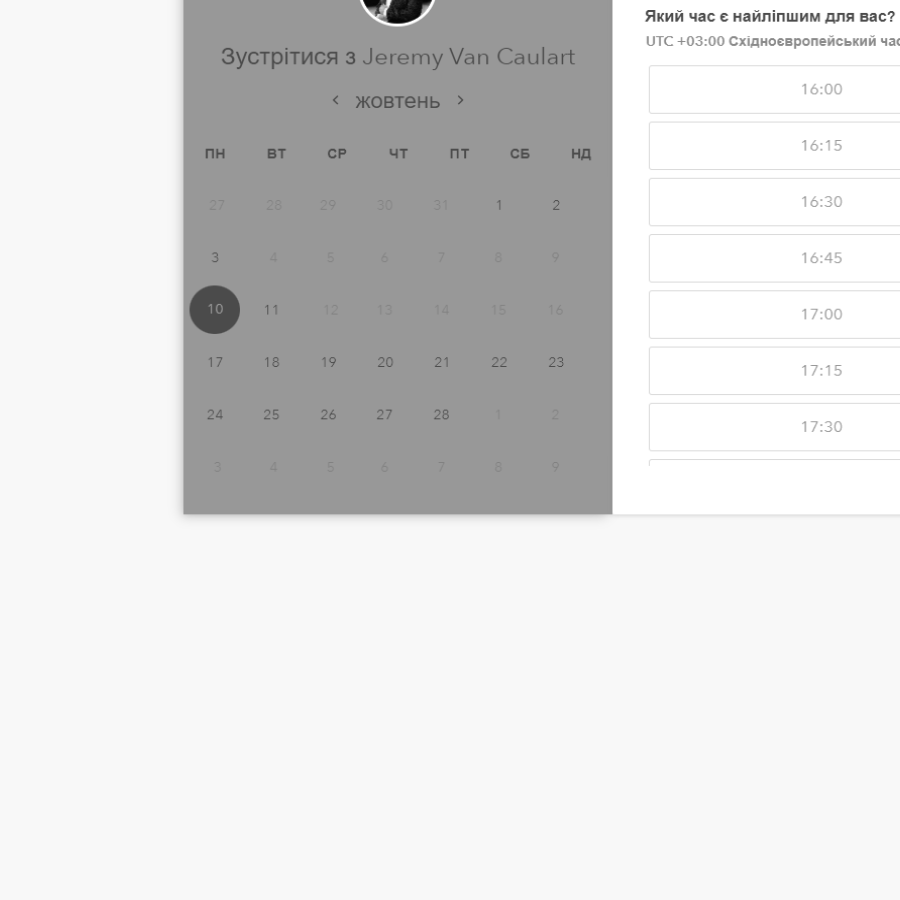 Зустрітися з Jeremy Van Caulart
жовтень
ПН ВТ СР ЧТ ПТ СБ НД
27 28 29 30 31 1 2
3 4 5 6 7 8 9
10 11 12 13 14 15 16
17 18 19 20 21 22 23
24 25 26 27 28 1 2
3 4 5 6 7 8 9
Який час є найліпшим для вас?
UTC +03:00 Східноєвропейський
16:00
16:15
16:30
16:45
17:00
17:15
17:30